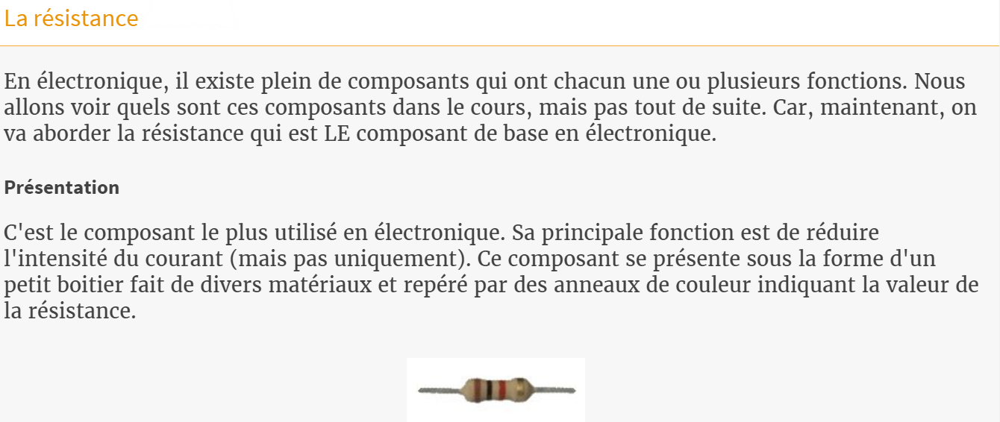 La résistance
En électronique, il existe plein de composants qui ont chacun une ou plusieurs fonctions. Nous
allons voir quels sont ces composants dans le cours, mais pas tout de suite. Car, maintenant, on
va aborder la résistance qui est LE composant de base en électronique.
Présentation
C'est le composant le plus utilisé en électronique. Sa principale fonction est de réduire
l'intensité du courant (mais pas uniquement). Ce composant se présente sous la forme d'un
petit boitier fait de divers matériaux et repéré par des anneaux de couleur indiquant la valeur de
la résistance.